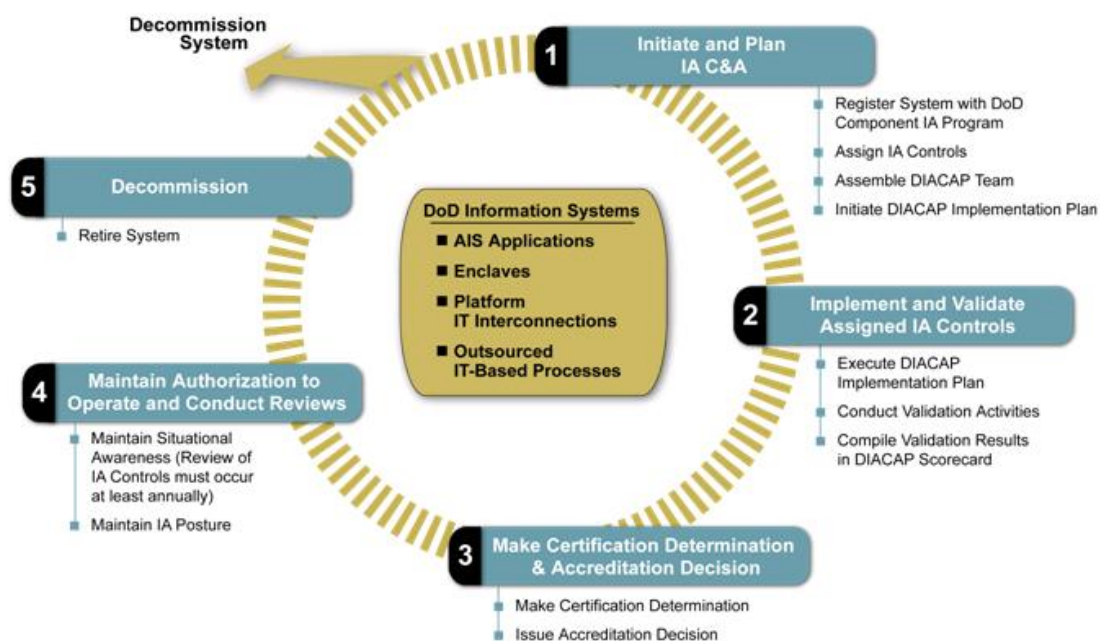 Decommission
System
1
Initiate and Plan
IA C&A
Register System with DoD
Component IA Program
Assign IA Controls
Assemble DIACAP Team
Initiate DIACAP Implementation Plan
2
Implement and Validate
Assigned IA Controls
Execute DIACAP
Implementation Plan
Conduct Validation Activities
Compile Validation Results
in DIACAP Scorecard
3
Make Certification Determination
& Accreditation Decision
Make Certification Determination
Issue Accreditation Decision
4
Maintain Authorization to
Operate and Conduct Reviews
Maintain Situational
Awareness (Review of
IA Controls must occur
at least annually)
Maintain IA Posture
5
Decommission
Retire System
DoD Information Systems
AIS Applications
Enclaves
Platform
IT Interconnections
Outsourced
IT-Based Processes